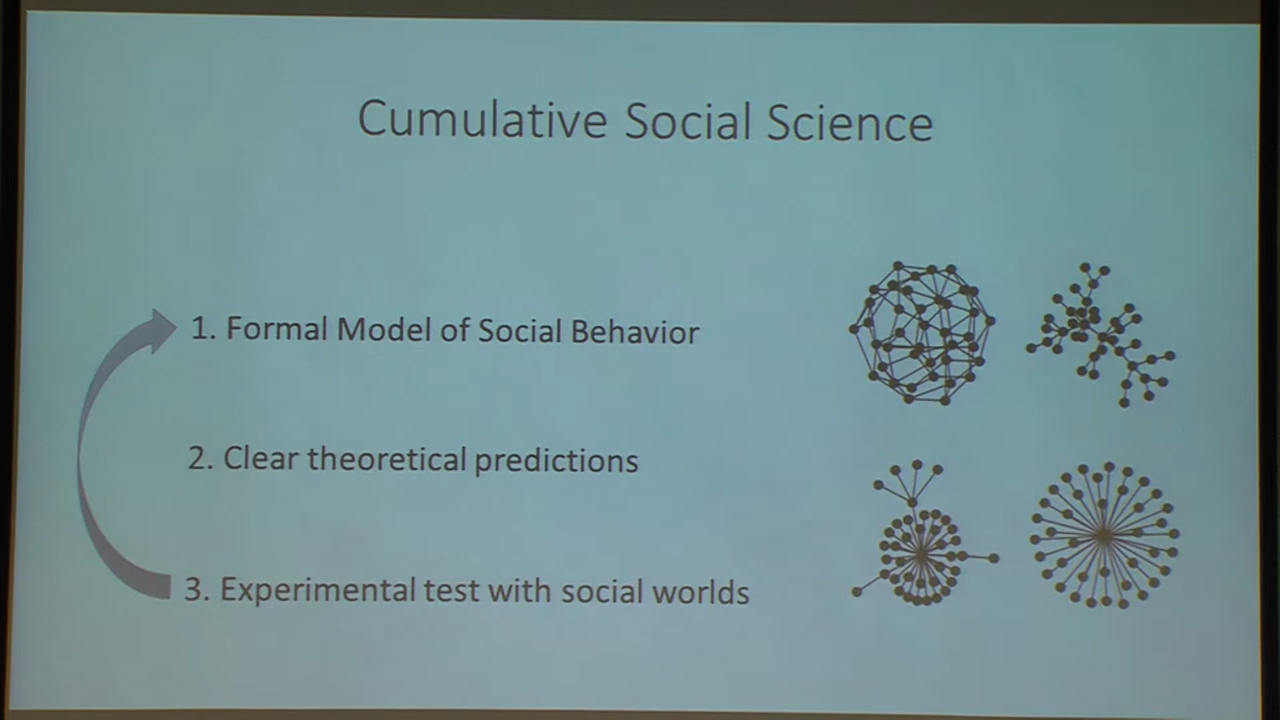 Cumulative Social Science
1. Formal Model of Social Behavior
2. Clear theoretical predictions
3. Experimental test with social worlds